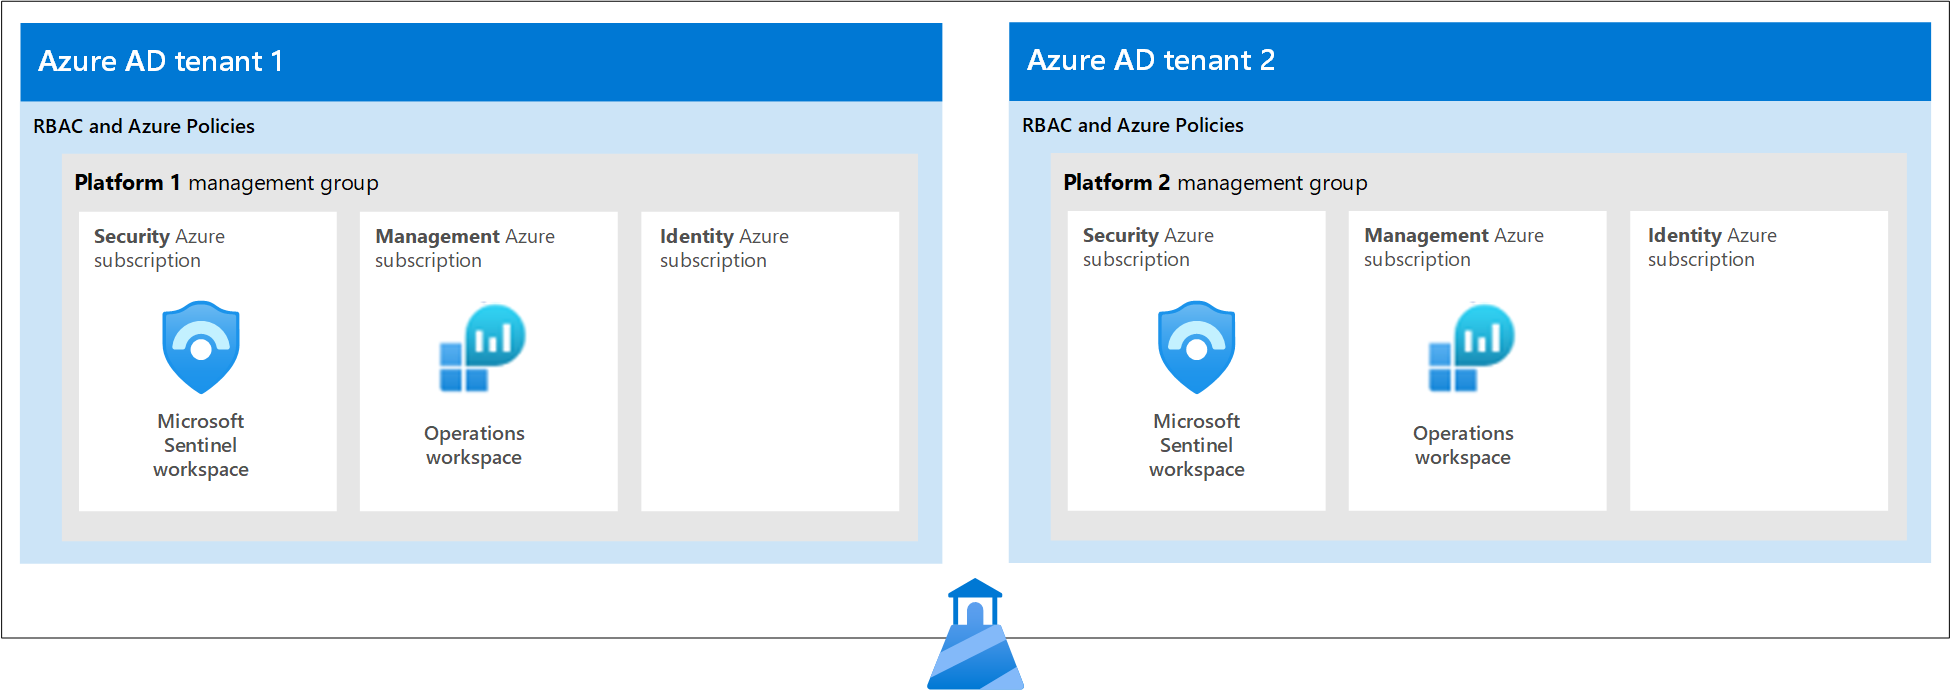 Azure AD tenant 1
RBAC and Azure Policies
Platform 1 management group
Security Azure
subscription
Microsoft
Sentinel
workspace
Management Azure
subscription
Operations
workspace
Identity Azure
subscription
Azure AD tenant 2
RBAC and Azure Policies
Platform 2 management group
Security Azure
subscription
Microsoft
Sentinel
workspace
Management Azure
subscription
Operations
workspace
Identity Azure
subscription